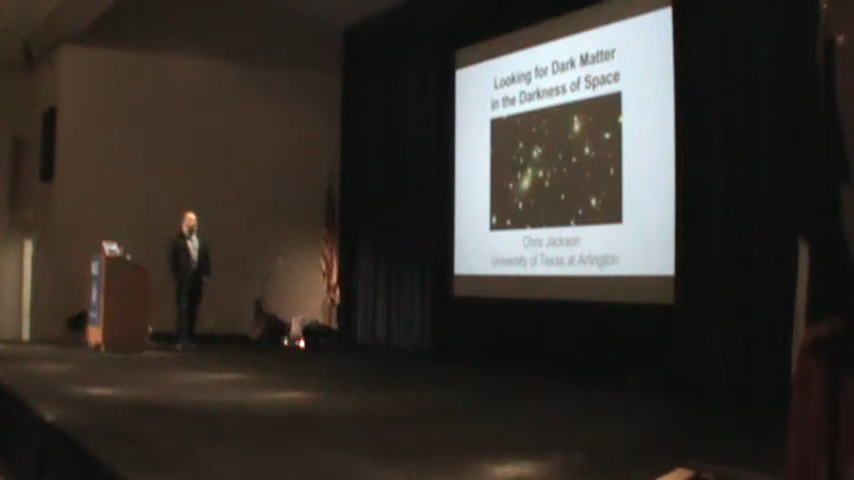 Looking for Dark Matter
in the Darkness of Space
Chris Jackson
University of Texas at Arlington